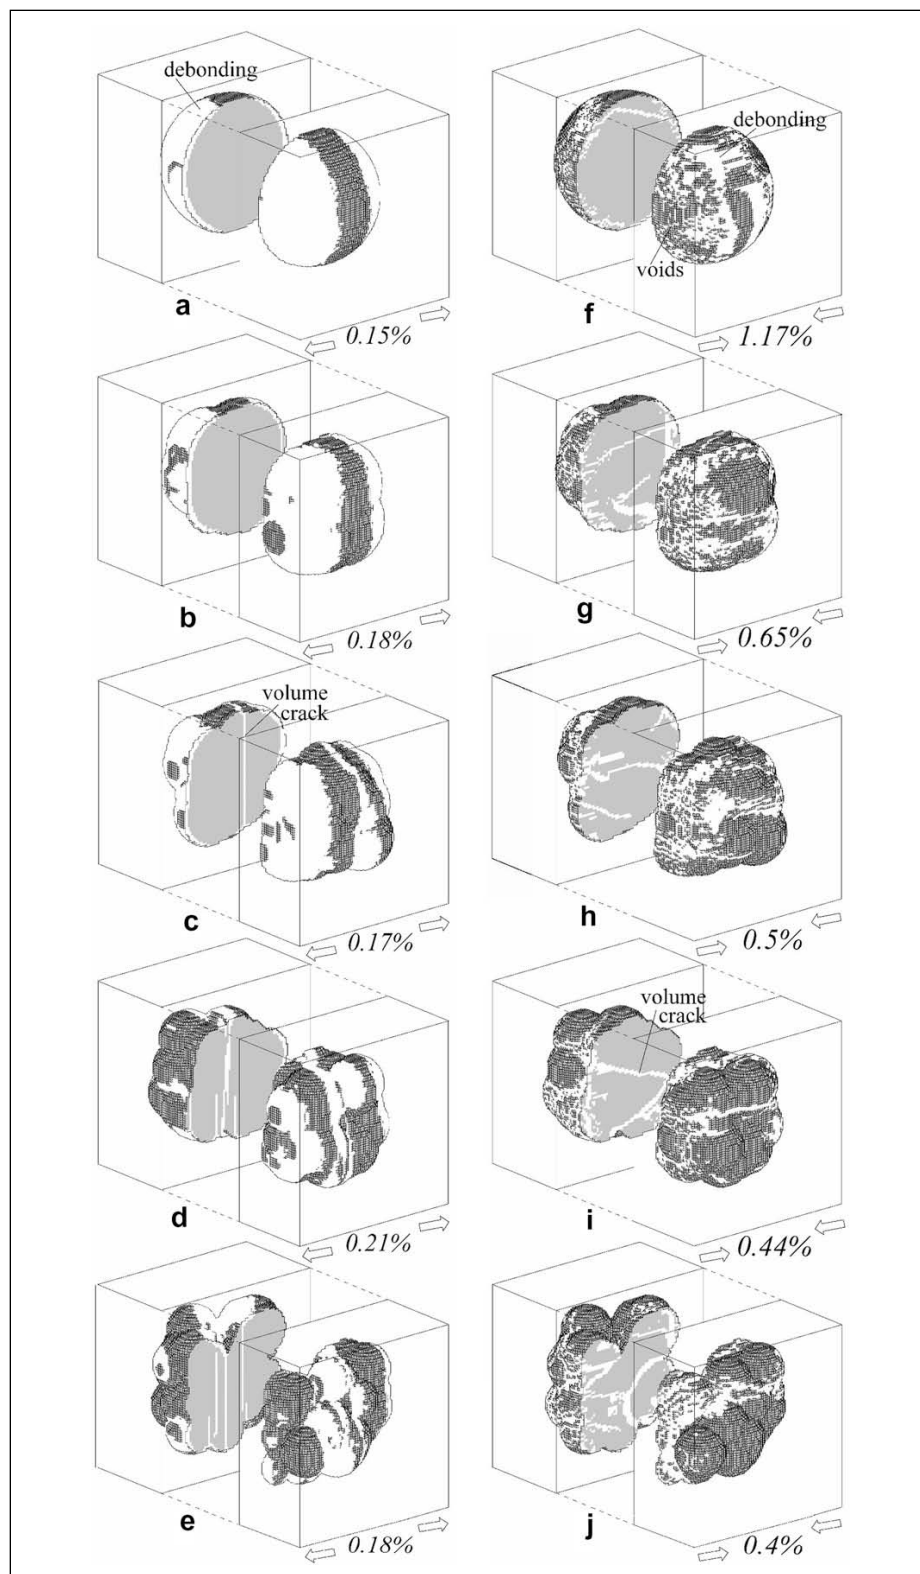 debonding
a
0.15%
debonding
voids
f
1.17%
b
0.18%
g
0.65%
volume
crack
c
0.17%
h
0.5%
d
0.21%
volume
crack
i
0.44%
e
0.18%
j
0.4%